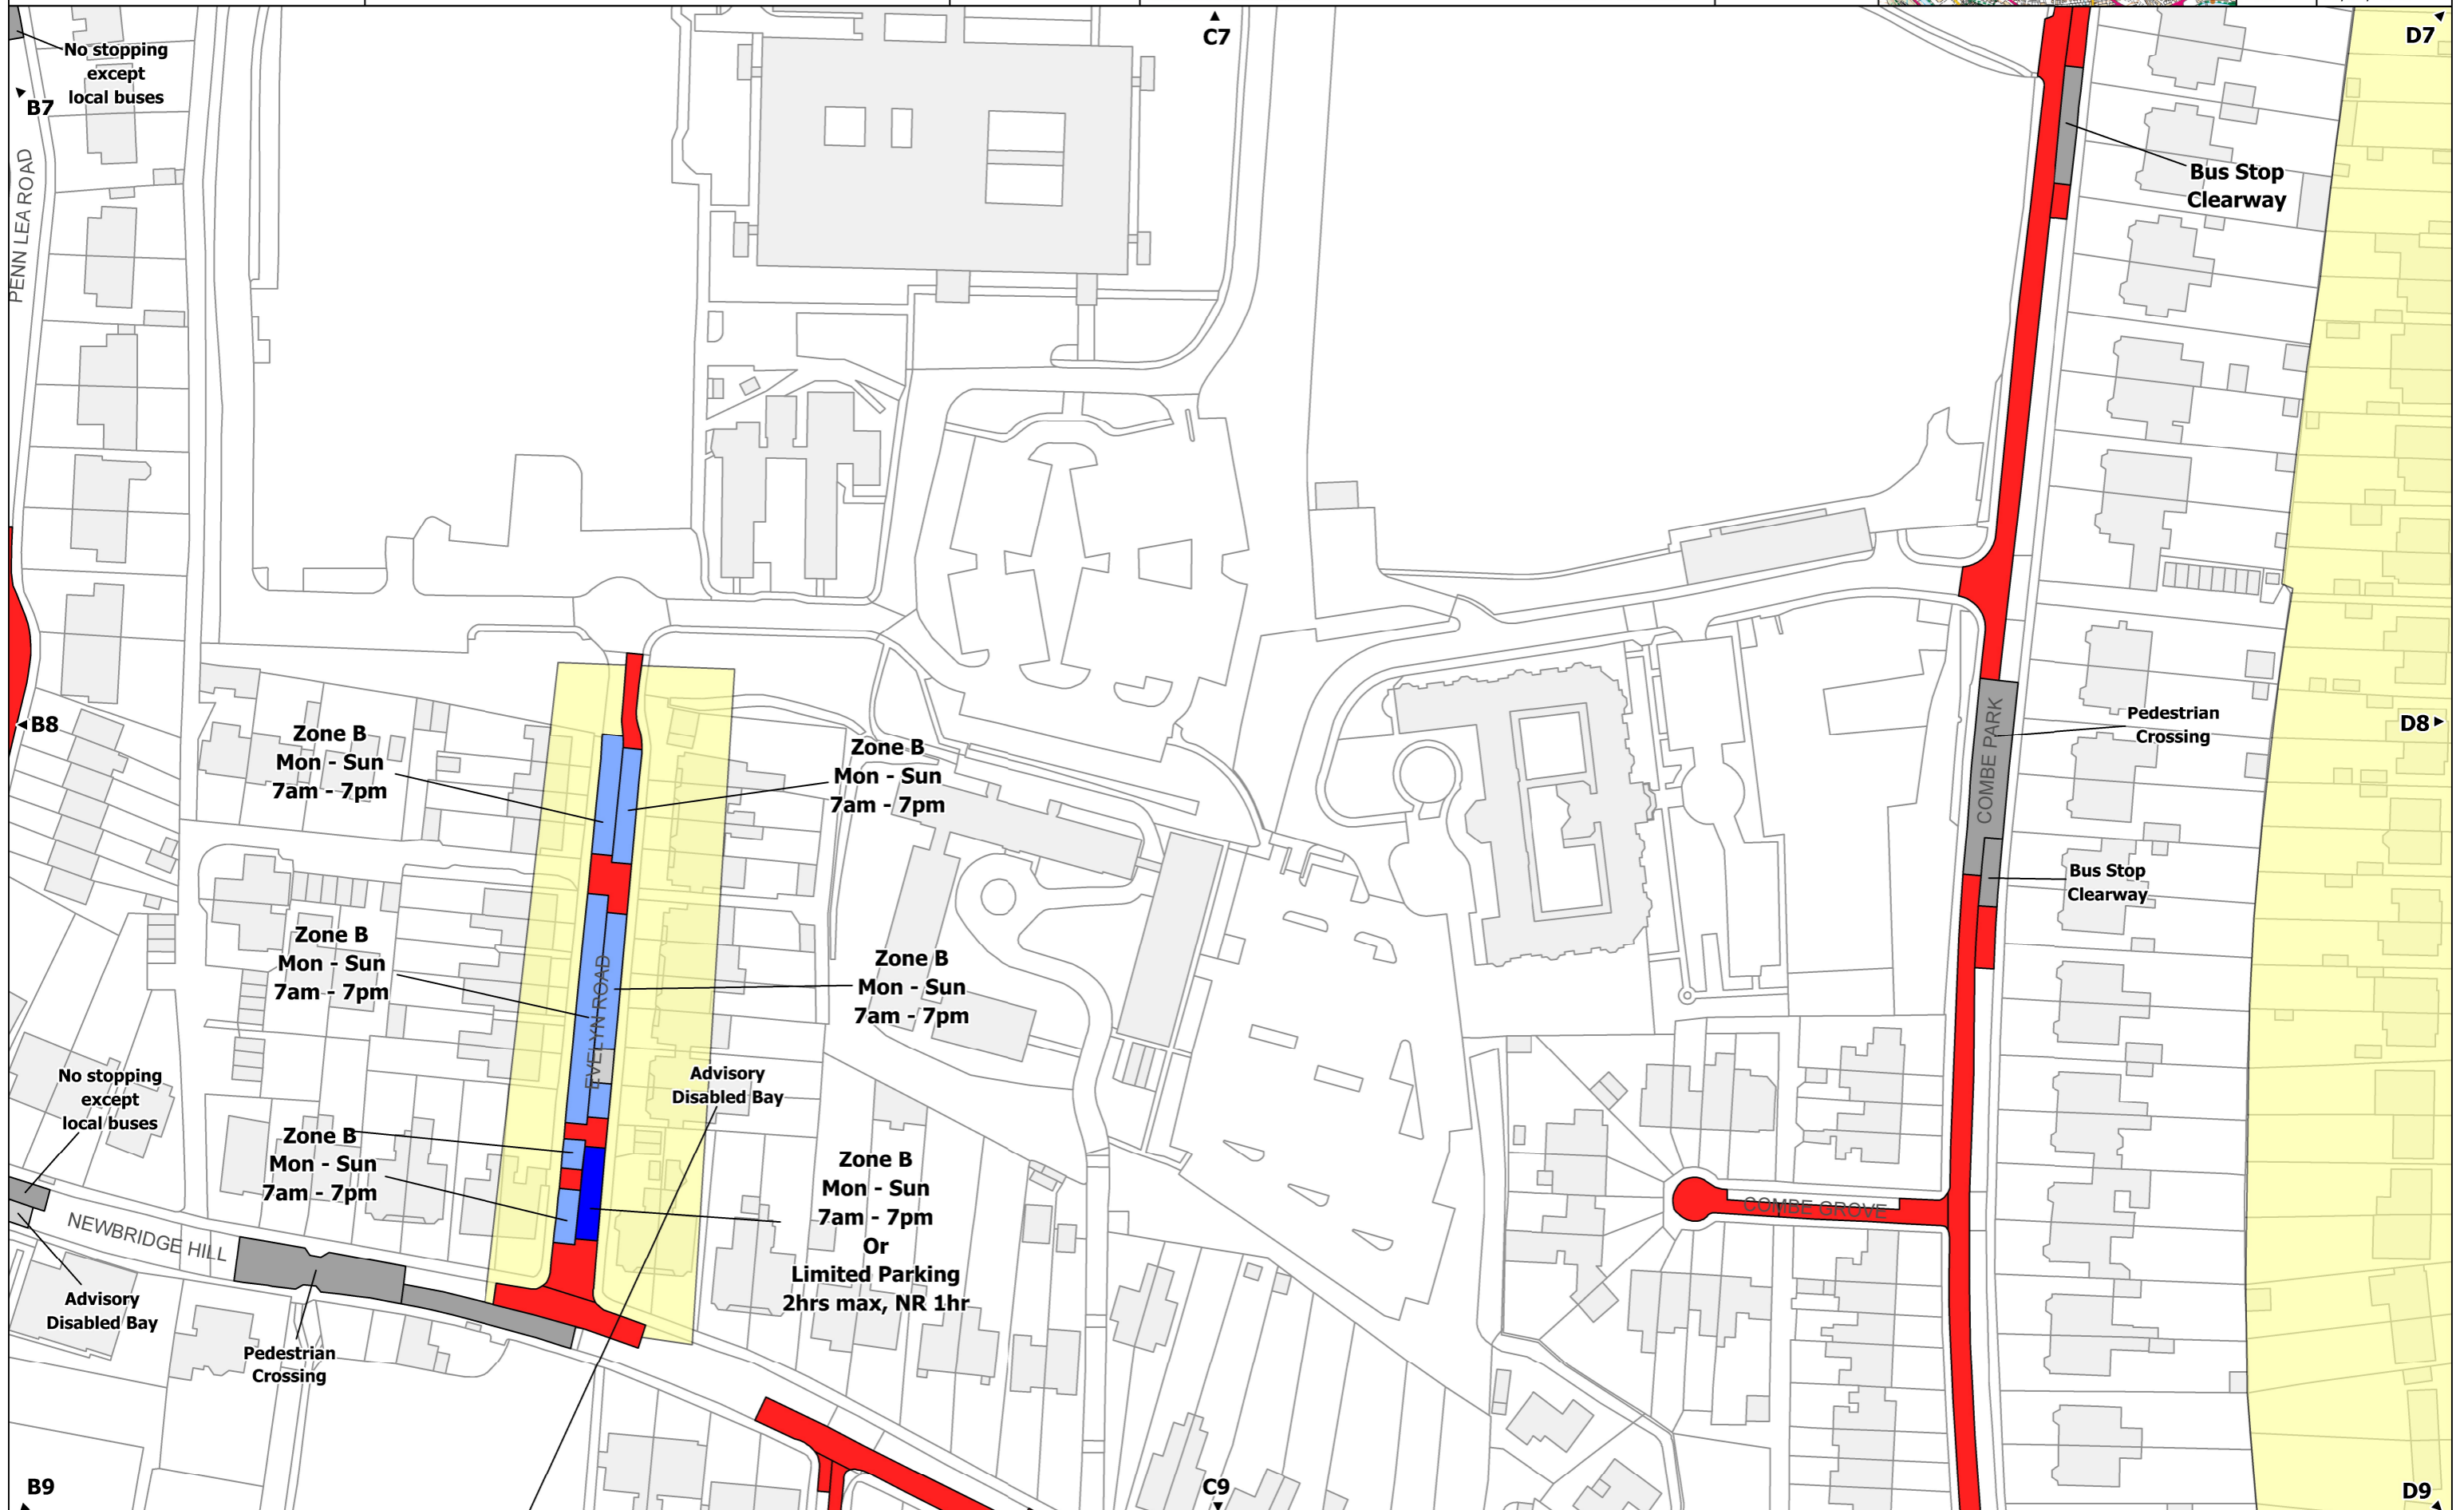 C7
D7
No stopping
except
local buses
B7
PENN LEA ROAD
Bus Stop
Clearway
B8
Zone B
Mon - Sun
7am - 7pm
Zone B
Mon - Sun
7am - 7pm
COMBE PARK
Pedestrian
Crossing
D8
Bus Stop
Clearway
Zone B
Mon - Sun
7am - 7pm
EVELYN ROAD
Zone B
Mon - Sun
7am - 7pm
No stopping
except
local buses
Advisory
Disabled Bay
Zone B
Mon - Sun
7am - 7pm
Zone B
Mon - Sun
7am - 7pm
Or
Limited Parking
2hrs max, NR 1hr
COMBE GROVE
NEWBRIDGE HILL
Advisory
Disabled Bay
Pedestrian
Crossing
B9
C9
D9